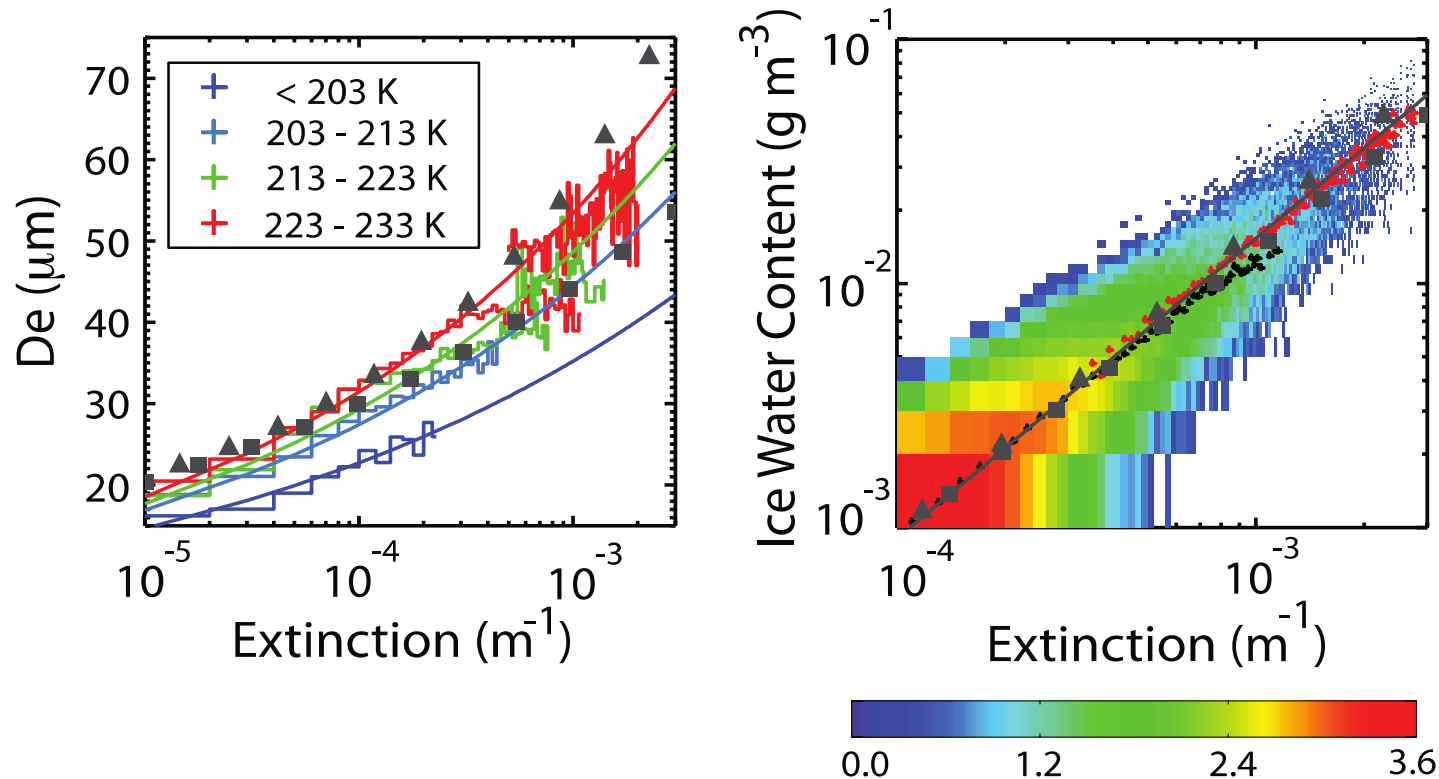 70
60
50
40
30
20
De (μm)
< 203 K
203 - 213 K
213 - 223 K
223 - 233 K
10⁻⁵
10⁻⁴
10⁻³
Extinction (m⁻¹)
10⁻¹
10⁻²
10⁻³
Ice Water Content (g m⁻³)
10⁻⁴
10⁻³
Extinction (m⁻¹)
0.0
1.2
2.4
3.6